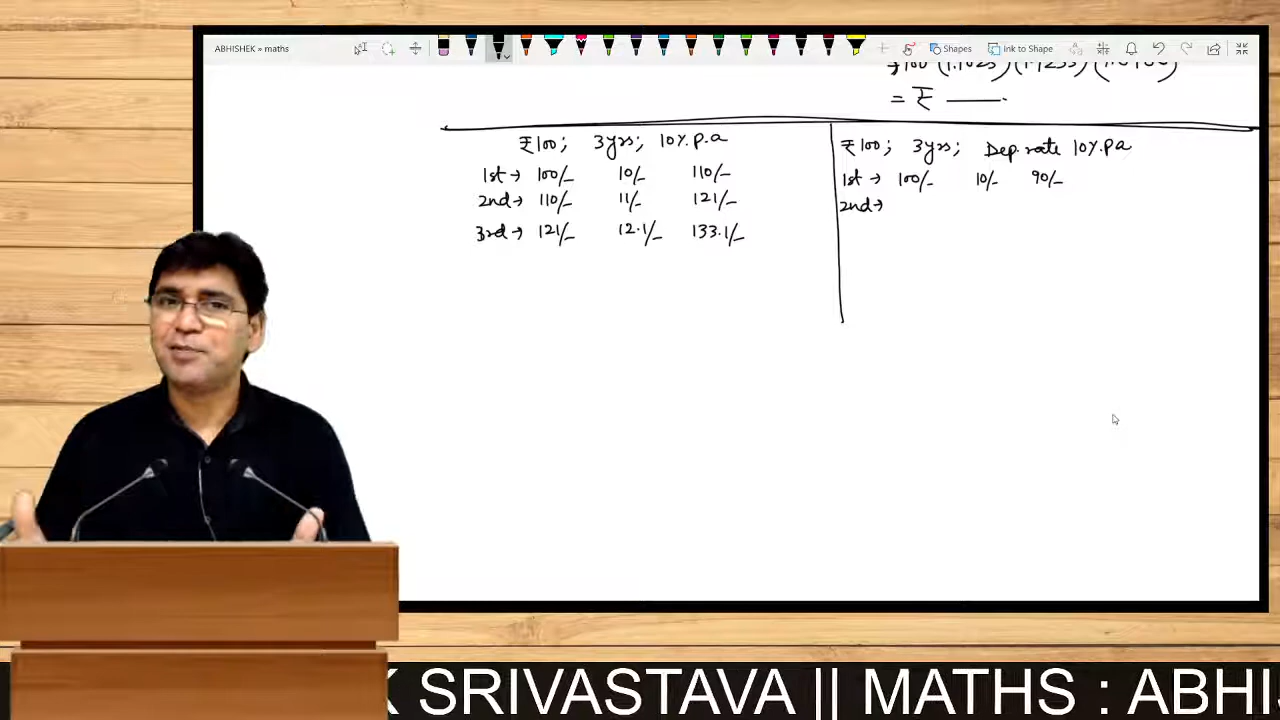 ABHISHEK » maths
Shapes
Ink to Shape
= ₹ ——.
₹100; 3yrs; 10%.p.a
1st → 100/- 10/- 110/-
2nd → 110/- 11/- 121/-
3rd → 121/- 12.1/- 133.1/-
₹100; 3yrs; Dep.rate 10%.pa
1st → 100/- 10/- 90/-
2nd →
K SRIVASTAVA || MATHS : ABHIS